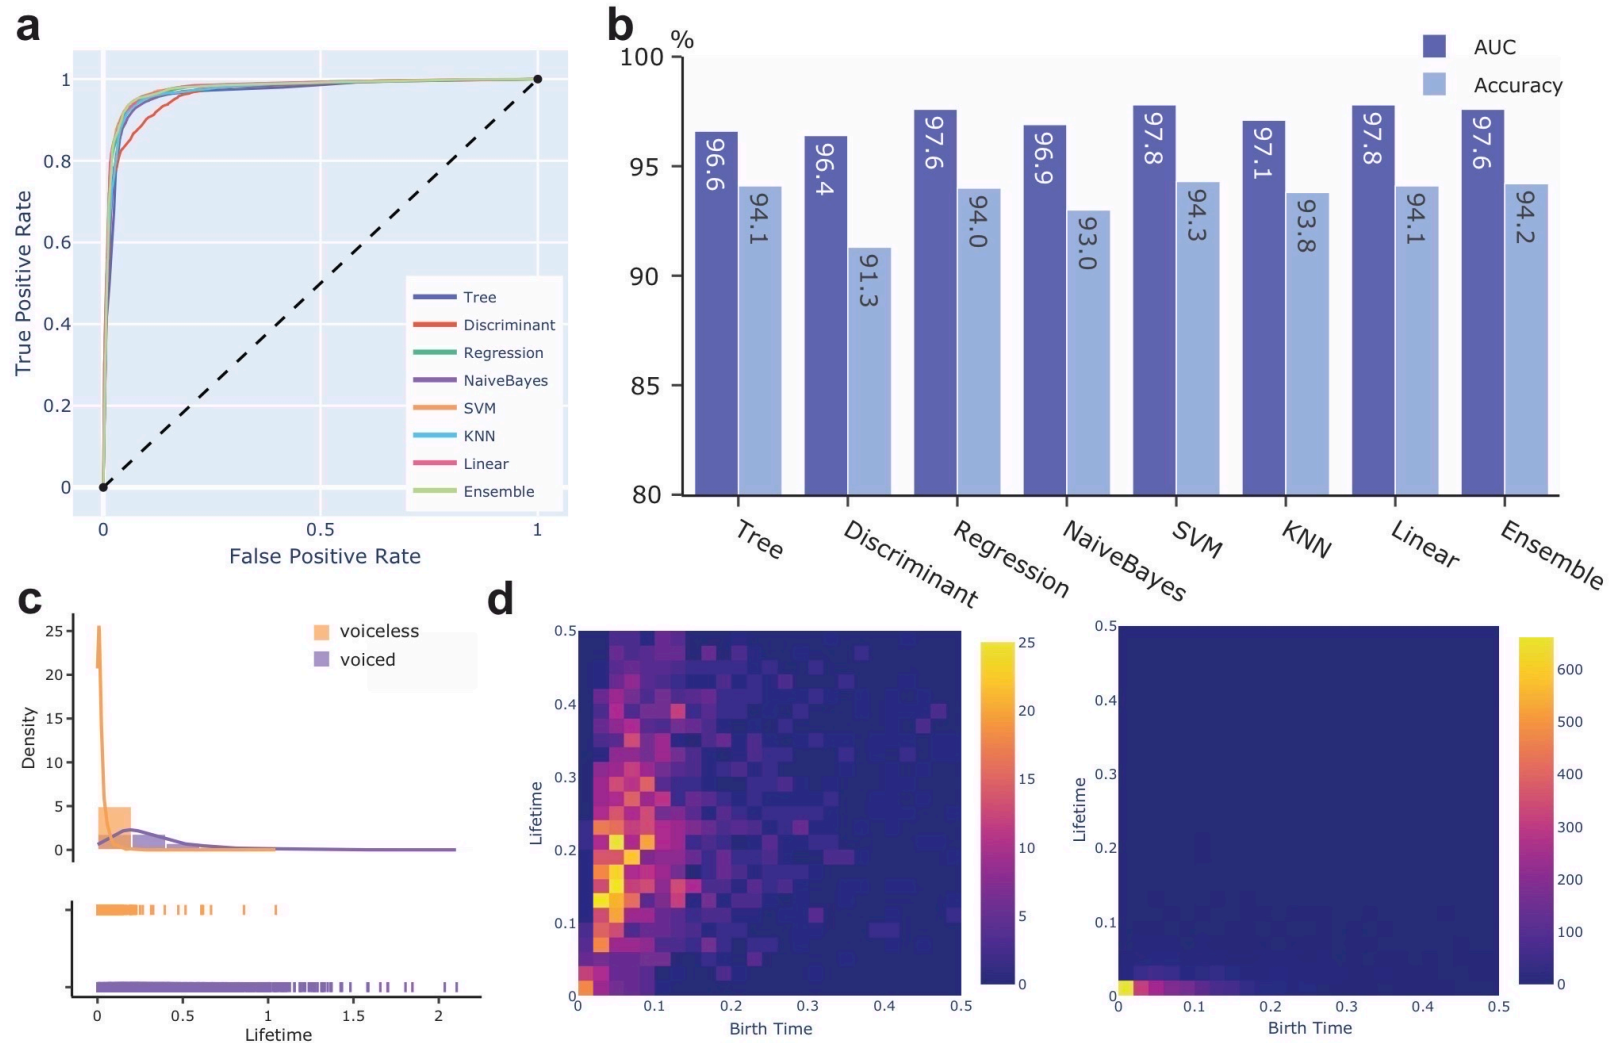 a
1
0.8
0.6
0.4
0.2
0
True Positive Rate
0 0.5 1
False Positive Rate
Tree
Discriminant
Regression
NaiveBayes
SVM
KNN
Linear
Ensemble
b
%
100
95
90
85
80
AUC
Accuracy
96.6 94.1 96.4 91.3 97.6 94.0 96.9 93.0 97.8 94.3 97.1 93.8 97.8 94.1 97.6 94.2
Tree Discriminant Regression NaiveBayes SVM KNN Linear Ensemble
c
25
20
15
10
5
0
Density
voiceless
voiced
0 0.5 1 1.5 2
Lifetime
d
0.5
0.4
0.3
0.2
0.1
0
Lifetime
0 0.1 0.2 0.3 0.4 0.5
Birth Time
25
20
15
10
5
0
0.5
0.4
0.3
0.2
0.1
0
Lifetime
0 0.1 0.2 0.3 0.4 0.5
Birth Time
600
500
400
300
200
100
0